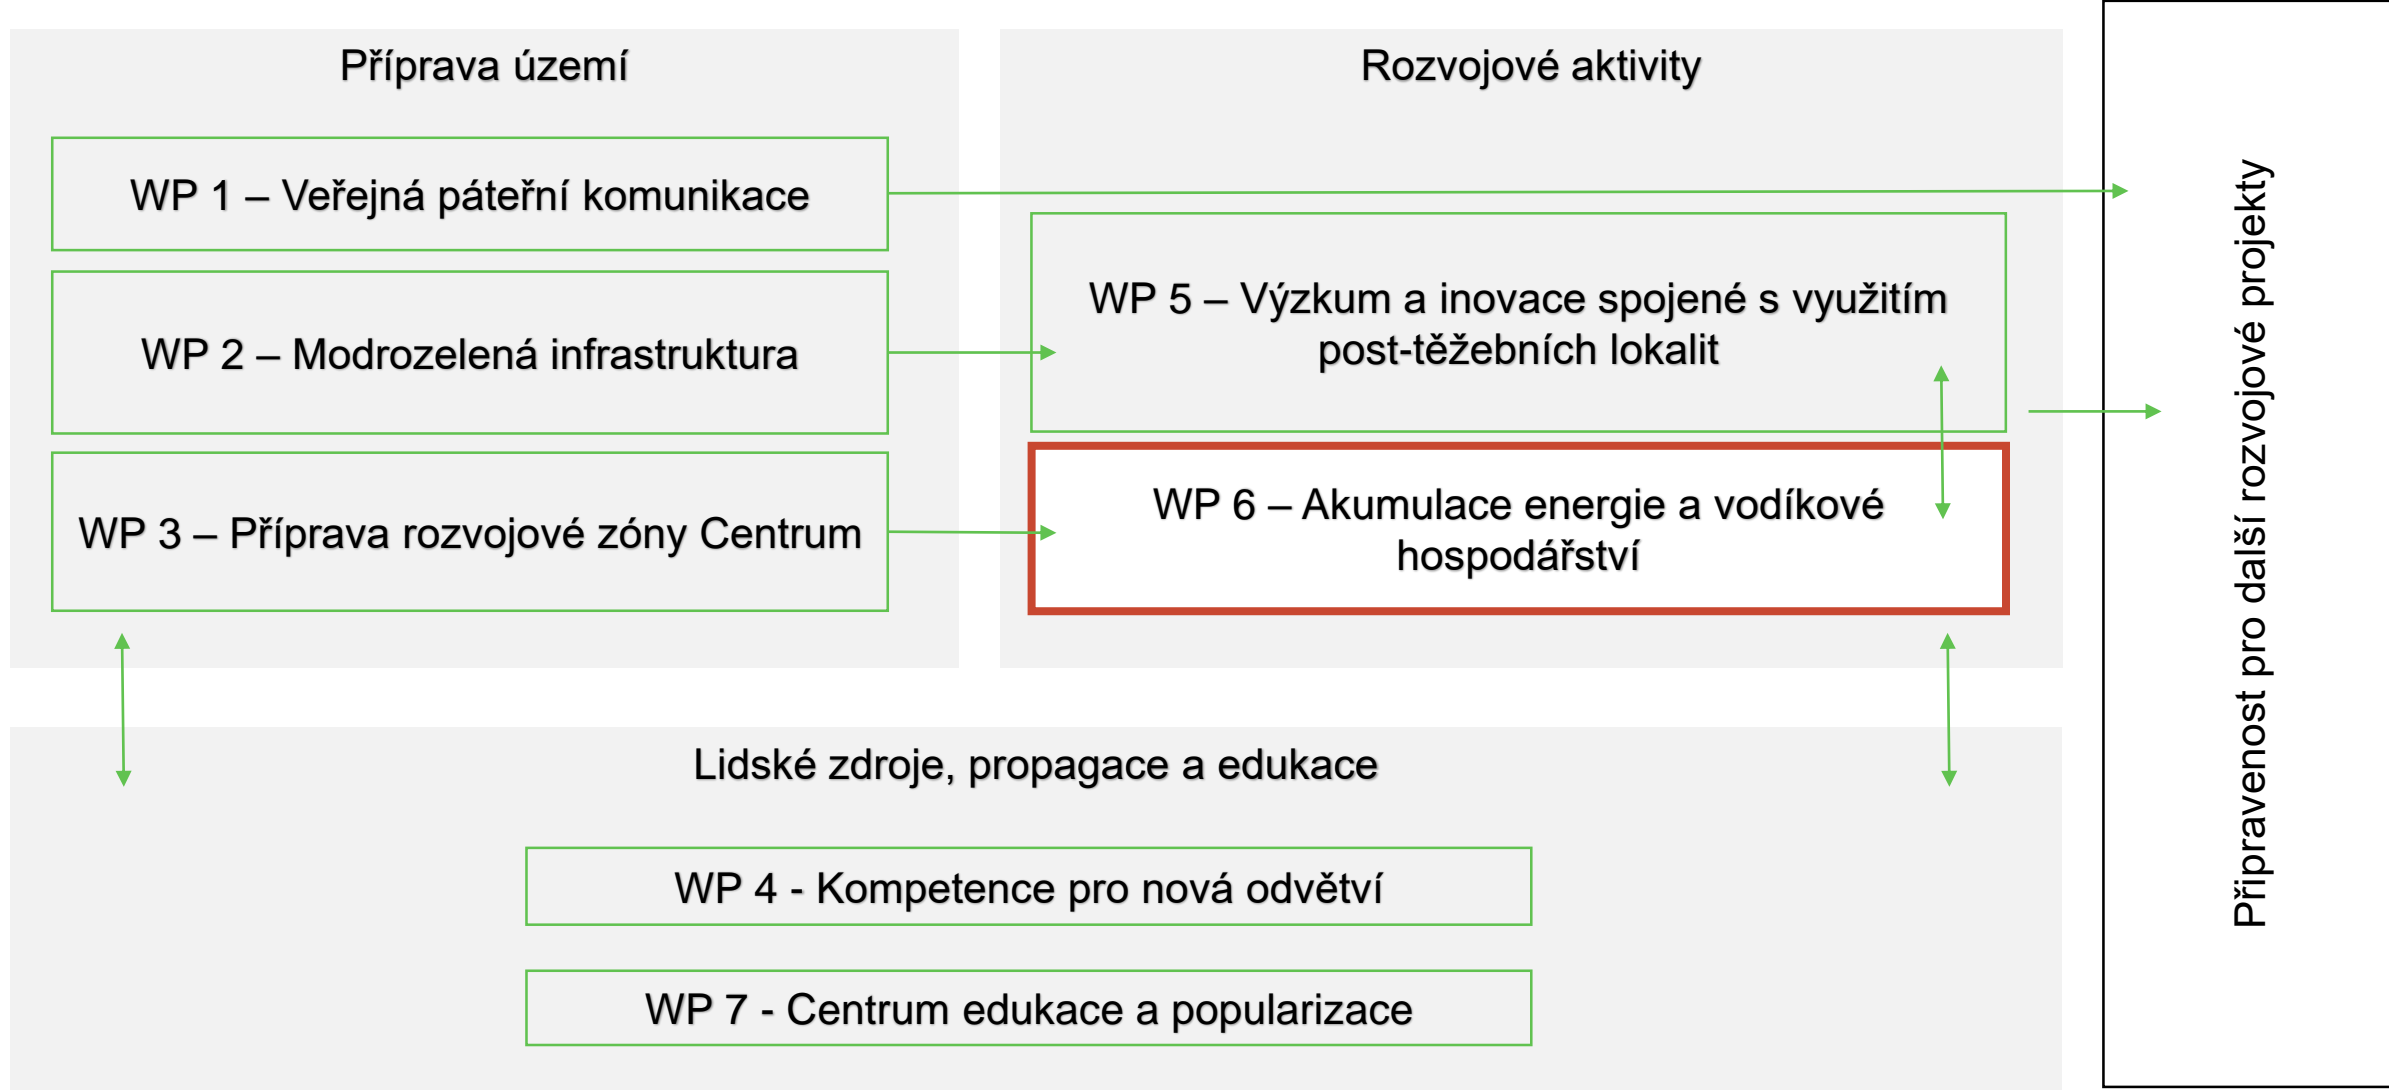 Příprava území
WP 1 – Veřejná páteřní komunikace
WP 2 – Modrozelená infrastruktura
WP 3 – Příprava rozvojové zóny Centrum
Rozvojové aktivity
WP 5 – Výzkum a inovace spojené s využitím
post-těžebních lokalit
WP 6 – Akumulace energie a vodíkové
hospodářství
Lidské zdroje, propagace a edukace
WP 4 - Kompetence pro nová odvětví
WP 7 - Centrum edukace a popularizace
Připravenost pro další rozvojové projekty